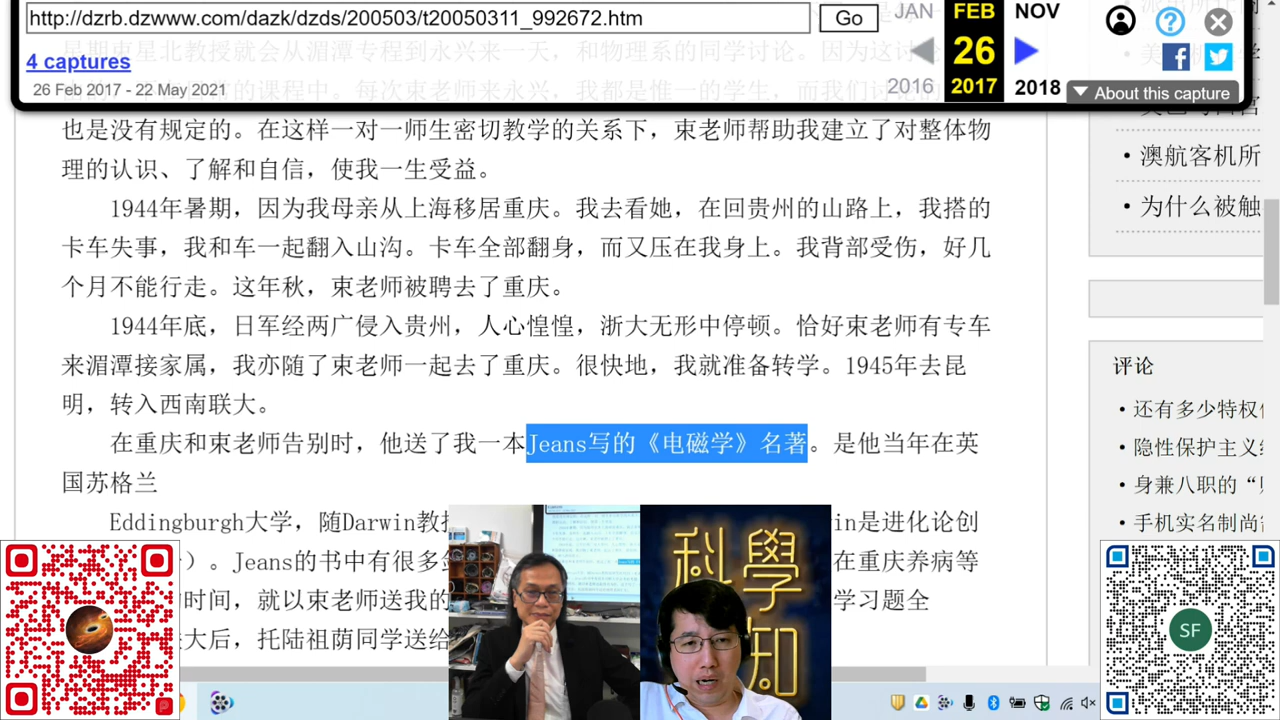 http://dzrb.dzwww.com/dazb/dzds/200503/t20050311_992672.htm
Go
JAN FEB NOV
4 captures
26
26 Feb 2017 - 22 May 2021
2016 2017 2018
About this capture
也是没有规定的。在这样一对一师生密切教学的关系下，束老师帮助我建立了对整体物
理的认识、了解和自信，使我一生受益。
1944年暑期，因为我母亲从上海移居重庆。我去看她，在回贵州的山路上，我搭的
卡车失事，我和车一起翻入山沟。卡车全部翻身，而又压在我身上。我背部受伤，好几
个月不能行走。这年秋，束老师被聘去了重庆。
1944年底，日军经两广侵入贵州，人心惶惶，浙大无形中停顿。恰好束老师有专车
来湄潭接家属，我亦随了束老师一起去了重庆。很快地，我就准备转学。1945年去昆
明，转入西南联大。
在重庆和束老师告别时，他送了我一本Jeans写的《电磁学》名著。是他当年在英
国苏格兰
Eddingburgh大学，随Darwin教
in是进化论创
）。Jeans的书中有很多
在重庆养病等
时间，就以束老师送我的
学习题全
大后，托陆祖荫同学送给
澳航客机所
为什么被触
评论
还有多少特权
隐性保护主义
身兼八职的“
手机实名制尚
科學
知
SF